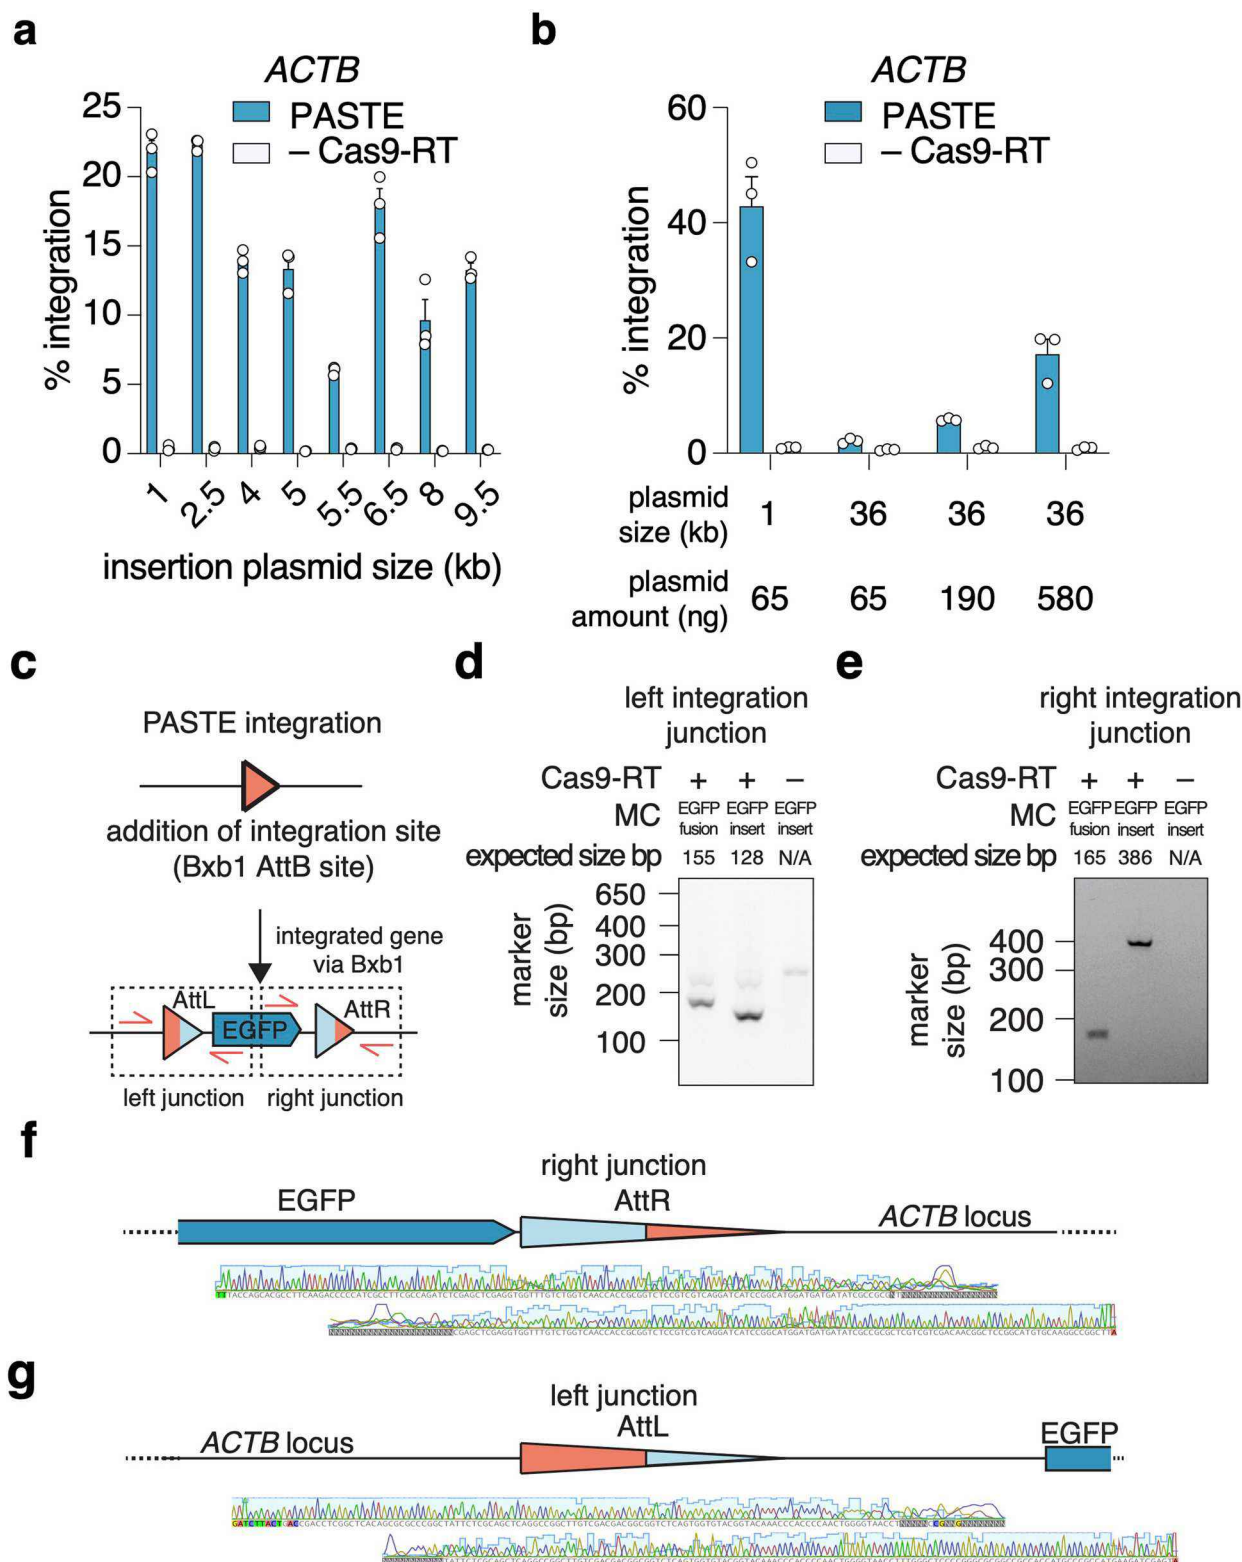 a
ACTB
PASTE
– Cas9-RT
25
20
15
10
5
0
% integration
1
2.5
4
5
5.5
6.5
8
9.5
insertion plasmid size (kb)
b
ACTB
PASTE
– Cas9-RT
60
40
20
0
% integration
plasmid size (kb)
1 36 36 36
plasmid amount (ng)
65 65 190 580
c
PASTE integration
addition of integration site
(Bxb1 AttB site)
integrated gene
via Bxb1
AttL
EGFP
AttR
left junction
right junction
d
left integration
junction
Cas9-RT + + –
MC EGFP fusion EGFP insert EGFP insert
expected size bp 155 128 N/A
marker size (bp)
650
400
300
200
100
e
right integration
junction
Cas9-RT + + –
MC EGFP fusion EGFP insert EGFP insert
expected size bp 165 386 N/A
marker size (bp)
400
300
200
100
f
right junction
EGFP
AttR
ACTB locus
g
left junction
AttL
ACTB locus
EGFP